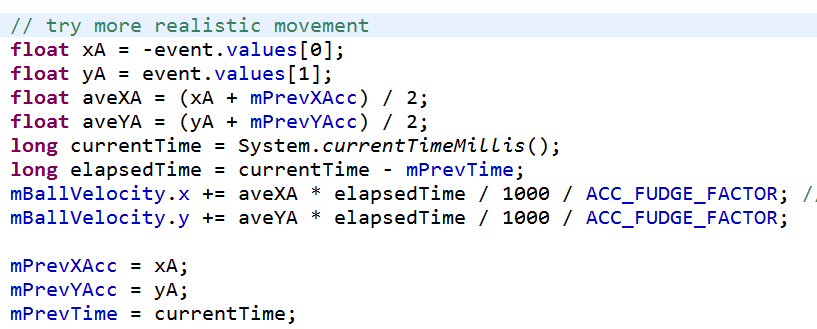 // try more realistic movement
float xA = -event.values[0];
float yA = event.values[1];
float aveXA = (xA + mPrevXAcc) / 2;
float aveYA = (yA + mPrevYAcc) / 2;
long currentTime = System.currentTimeMillis();
long elapsedTime = currentTime - mPrevTime;
mBallVelocity.x += aveXA * elapsedTime / 1000 / ACC_FUDGE_FACTOR; //
mBallVelocity.y += aveYA * elapsedTime / 1000 / ACC_FUDGE_FACTOR;
mPrevXAcc = xA;
mPrevYAcc = yA;
mPrevTime = currentTime;